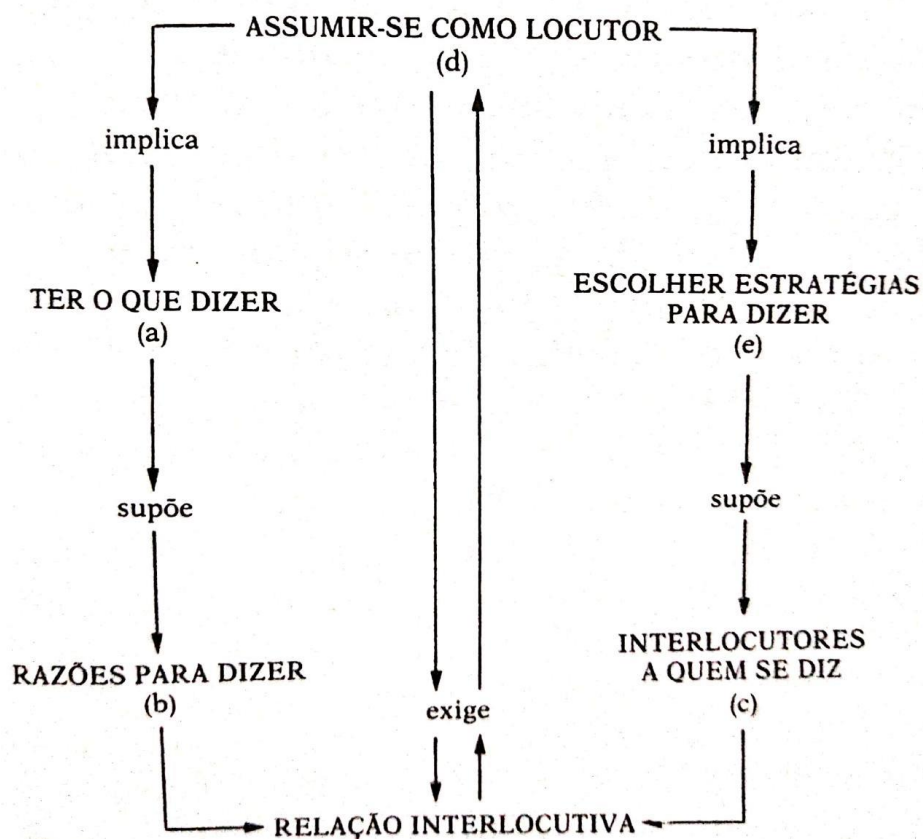 ASSUMIR-SE COMO LOCUTOR
(d)
implica
implica
TER O QUE DIZER
(a)
ESCOLHER ESTRATÉGIAS
PARA DIZER
(e)
supõe
supõe
RAZÕES PARA DIZER
(b)
INTERLOCUTORES
A QUEM SE DIZ
(c)
exige
RELAÇÃO INTERLOCUTIVA